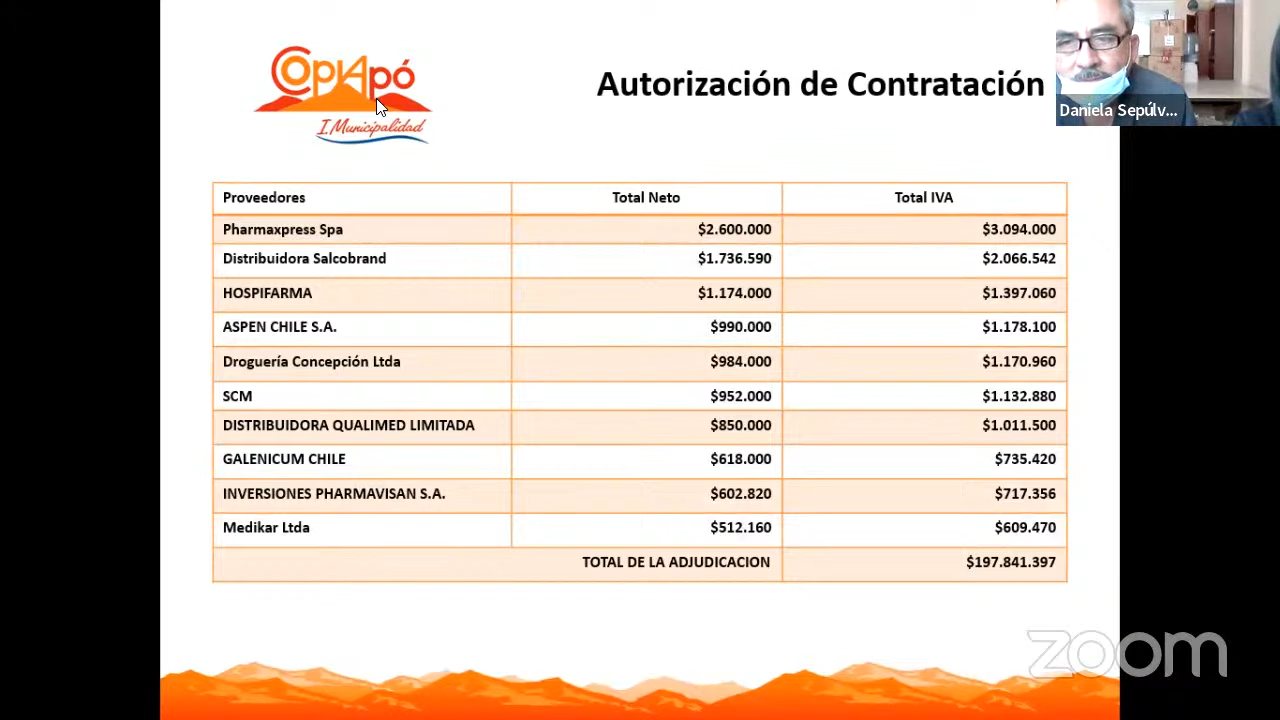 COPIAPÓ
I. Municipalidad
Autorización de Contratación
Daniela Sepúlv...
Proveedores Total Neto Total IVA
Pharmaxpress Spa $2.600.000 $3.094.000
Distribuidora Salcobrand $1.736.590 $2.066.542
HOSPIFARMA $1.174.000 $1.397.060
ASPEN CHILE S.A. $990.000 $1.178.100
Droguería Concepción Ltda $984.000 $1.170.960
SCM $952.000 $1.132.880
DISTRIBUIDORA QUALIMED LIMITADA $850.000 $1.011.500
GALENICUM CHILE $618.000 $735.420
INVERSIONES PHARMAVISAN S.A. $602.820 $717.356
Medikar Ltda $512.160 $609.470
TOTAL DE LA ADJUDICACION $197.841.397
zoom